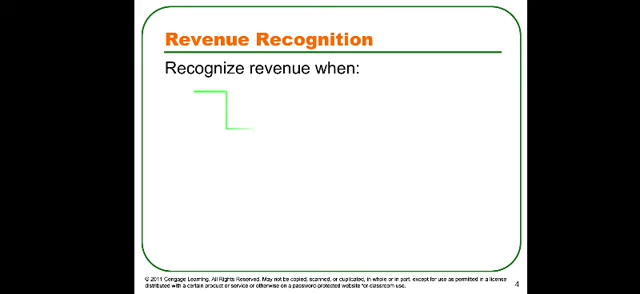 Revenue Recognition
Recognize revenue when:
© 2011 Cengage Learning. All Rights Reserved. May not be copied, scanned, or duplicated, in whole or in part, except for use as permitted in a license
distributed with a certain product or service or otherwise on a password-protected website for classroom use.
4